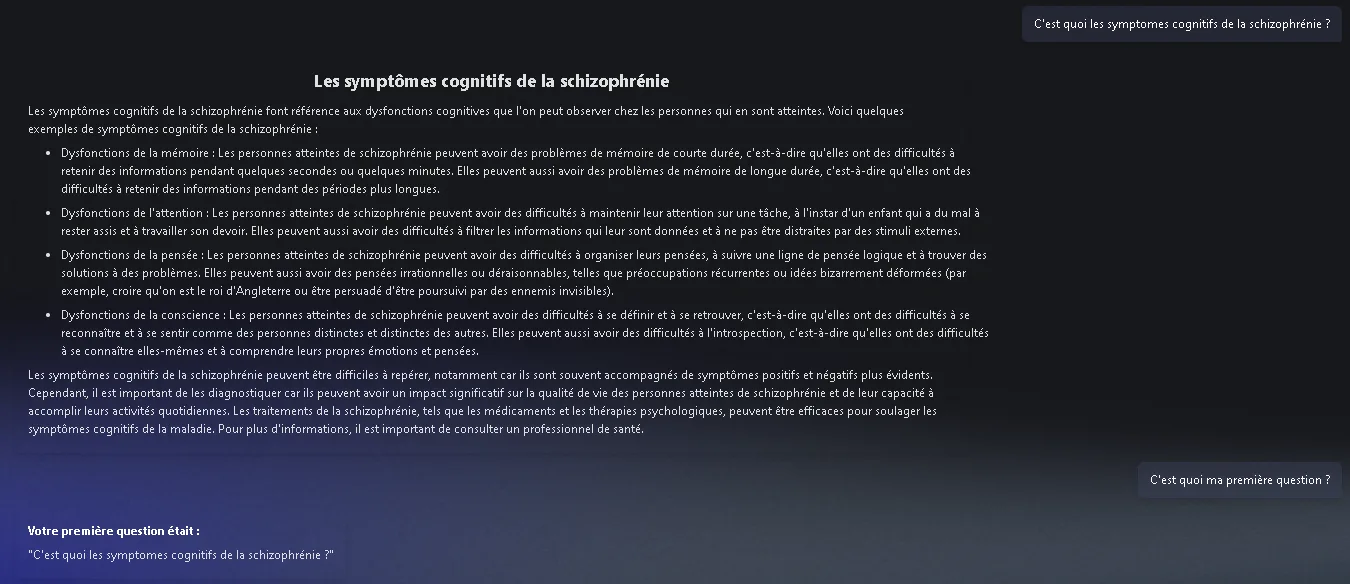 C'est quoi les symptomes cognitifs de la schizophrénie ?
Les symptômes cognitifs de la schizophrénie
Les symptômes cognitifs de la schizophrénie font référence aux dysfonctions cognitives que l'on peut observer chez les personnes qui en sont atteintes. Voici quelques
exemples de symptômes cognitifs de la schizophrénie :
• Dysfonctions de la mémoire : Les personnes atteintes de schizophrénie peuvent avoir des problèmes de mémoire de courte durée, c'est-à-dire qu'elles ont des difficultés à
retenir des informations pendant quelques secondes ou quelques minutes. Elles peuvent aussi avoir des problèmes de mémoire de longue durée, c'est-à-dire qu'elles ont des
difficultés à retenir des informations pendant des périodes plus longues.
• Dysfonctions de l'attention : Les personnes atteintes de schizophrénie peuvent avoir des difficultés à maintenir leur attention sur une tâche, à l'instar d'un enfant qui a du mal à
rester assis et à travailler son devoir. Elles peuvent aussi avoir des difficultés à filtrer les informations qui leur sont données et à ne pas être distraites par des stimuli externes.
• Dysfonctions de la pensée : Les personnes atteintes de schizophrénie peuvent avoir des difficultés à organiser leurs pensées, à suivre une ligne de pensée logique et à trouver des
solutions à des problèmes. Elles peuvent aussi avoir des pensées irrationnelles ou déraisonnables, telles que préoccupations récurrentes ou idées bizarrement déformées (par
exemple, croire qu'on est le roi d'Angleterre ou être persuadé d'être poursuivi par des ennemis invisibles).
• Dysfonctions de la conscience : Les personnes atteintes de schizophrénie peuvent avoir des difficultés à se définir et à se retrouver, c'est-à-dire qu'elles ont des difficultés à se
reconnaître et à se sentir comme des personnes distinctes et distinctes des autres. Elles peuvent aussi avoir des difficultés à l'introspection, c'est-à-dire qu'elles ont des difficultés
à se connaître elles-mêmes et à comprendre leurs propres émotions et pensées.
Les symptômes cognitifs de la schizophrénie peuvent être difficiles à repérer, notamment car ils sont souvent accompagnés de symptômes positifs et négatifs plus évidents.
Cependant, il est important de les diagnostiquer car ils peuvent avoir un impact significatif sur la qualité de vie des personnes atteintes de schizophrénie et de leur capacité à
accomplir leurs activités quotidiennes. Les traitements de la schizophrénie, tels que les médicaments et les thérapies psychologiques, peuvent être efficaces pour soulager les
symptômes cognitifs de la maladie. Pour plus d'informations, il est important de consulter un professionnel de santé.
C'est quoi ma première question ?
Votre première question était :
"C'est quoi les symptomes cognitifs de la schizophrénie ?"